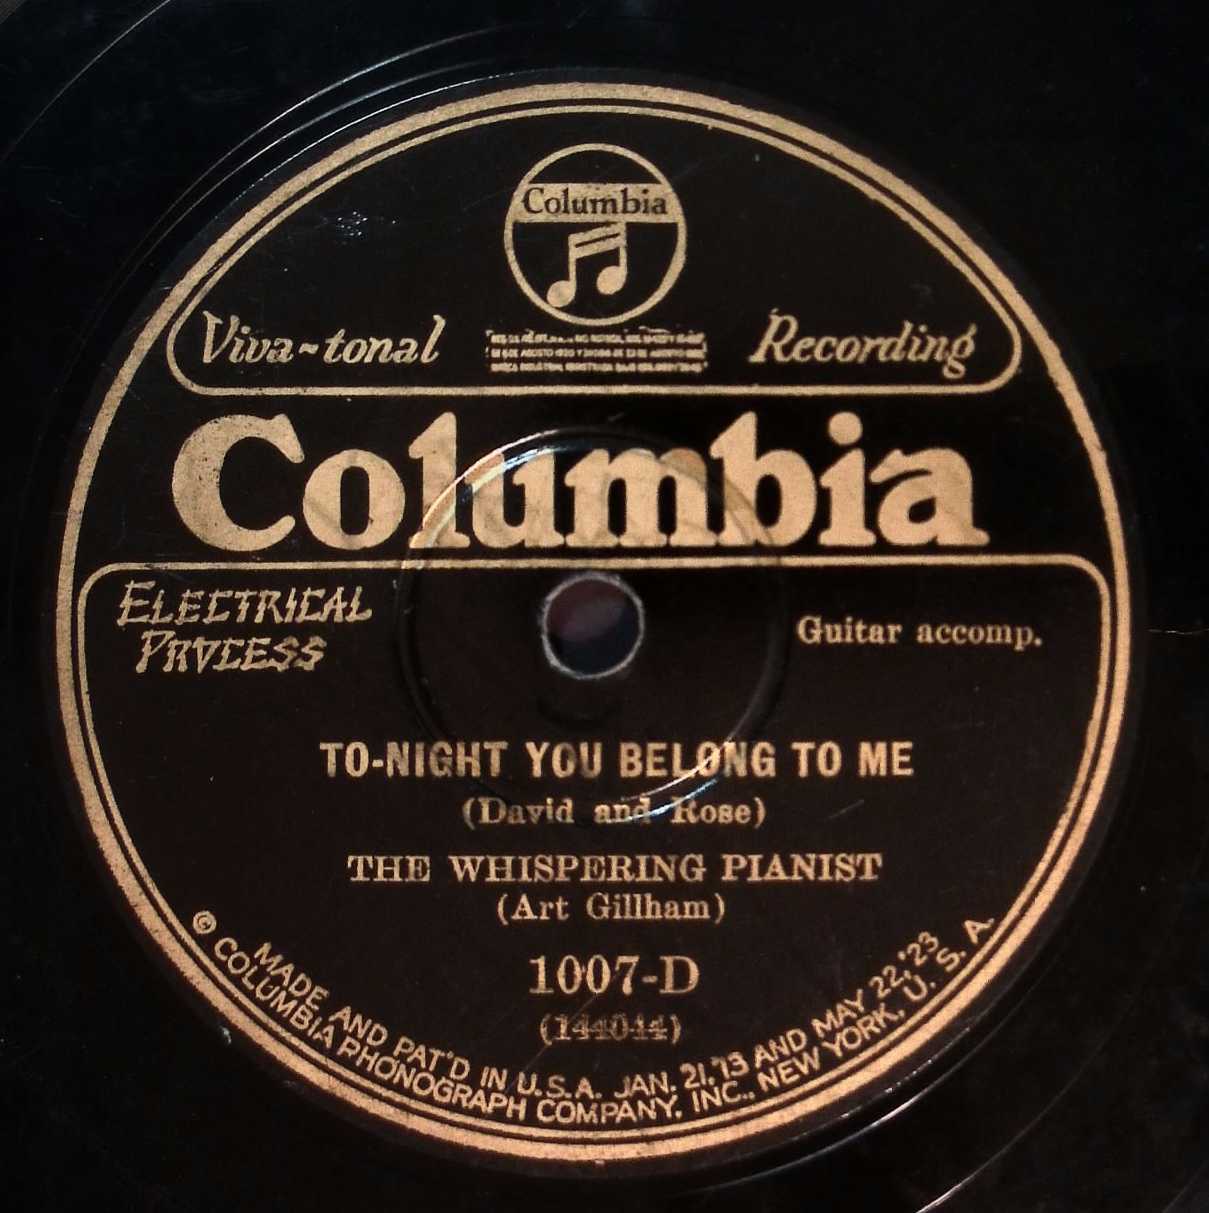 Columbia
Viva-tonal Recording
Columbia
ELECTRICAL
PROCESS
Guitar accomp.
TO-NIGHT YOU BELONG TO ME
(David and Rose)
THE WHISPERING PIANIST
(Art Gillham)
1007-D
(144044)
MADE AND PAT'D IN U.S.A. JAN. 21,'13 AND MAY 22,'23
© COLUMBIA PHONOGRAPH COMPANY, INC., NEW YORK, U. S. A.